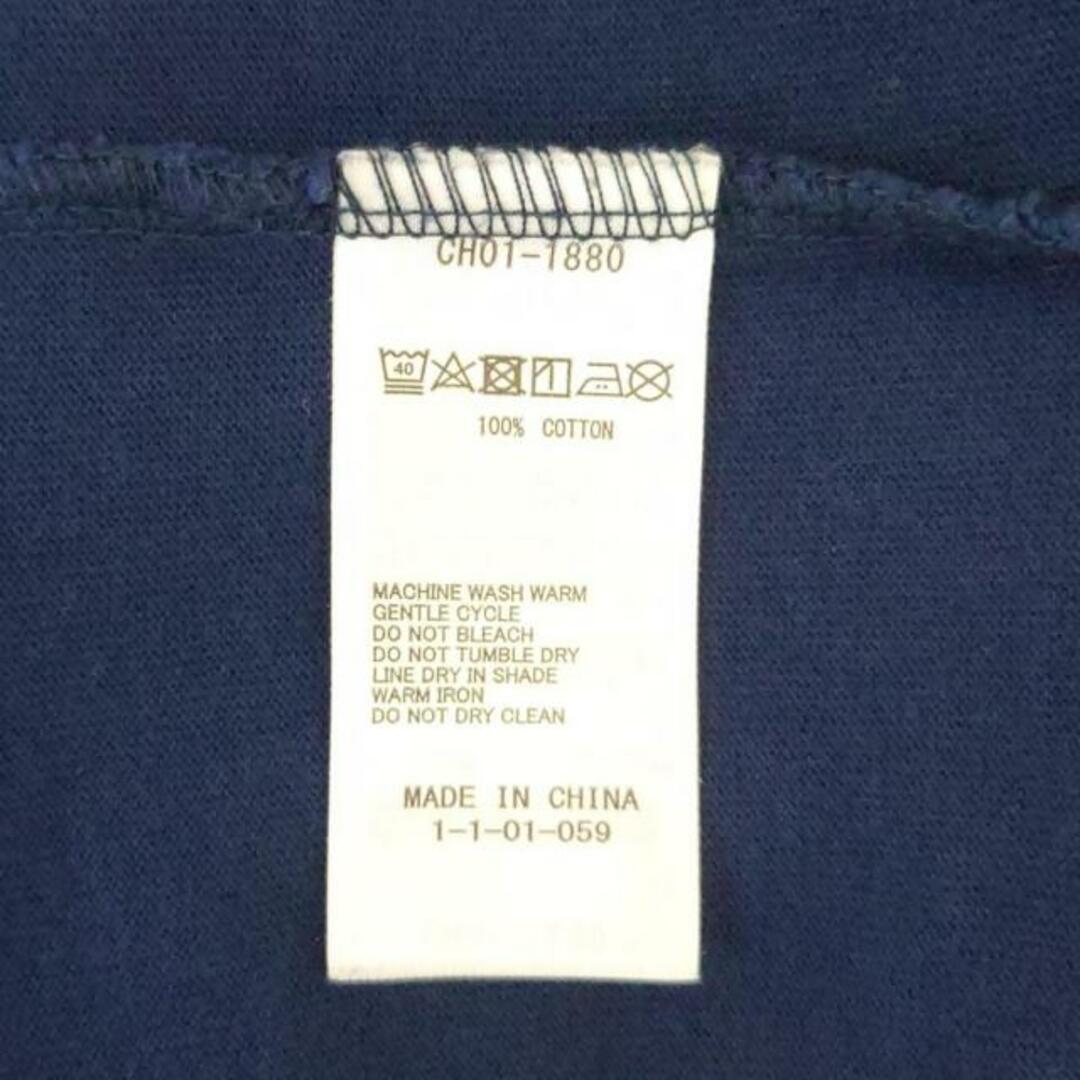 CH01-1880
40
100% COTTON
MACHINE WASH WARM
GENTLE CYCLE
DO NOT BLEACH
DO NOT TUMBLE DRY
LINE DRY IN SHADE
WARM IRON
DO NOT DRY CLEAN
MADE IN CHINA
1-1-01-059